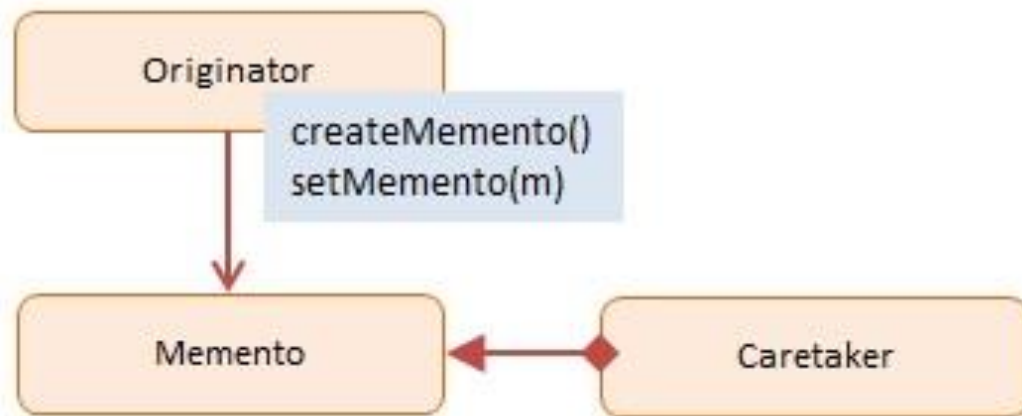 Originator
createMemento()
setMemento(m)
Memento
Caretaker